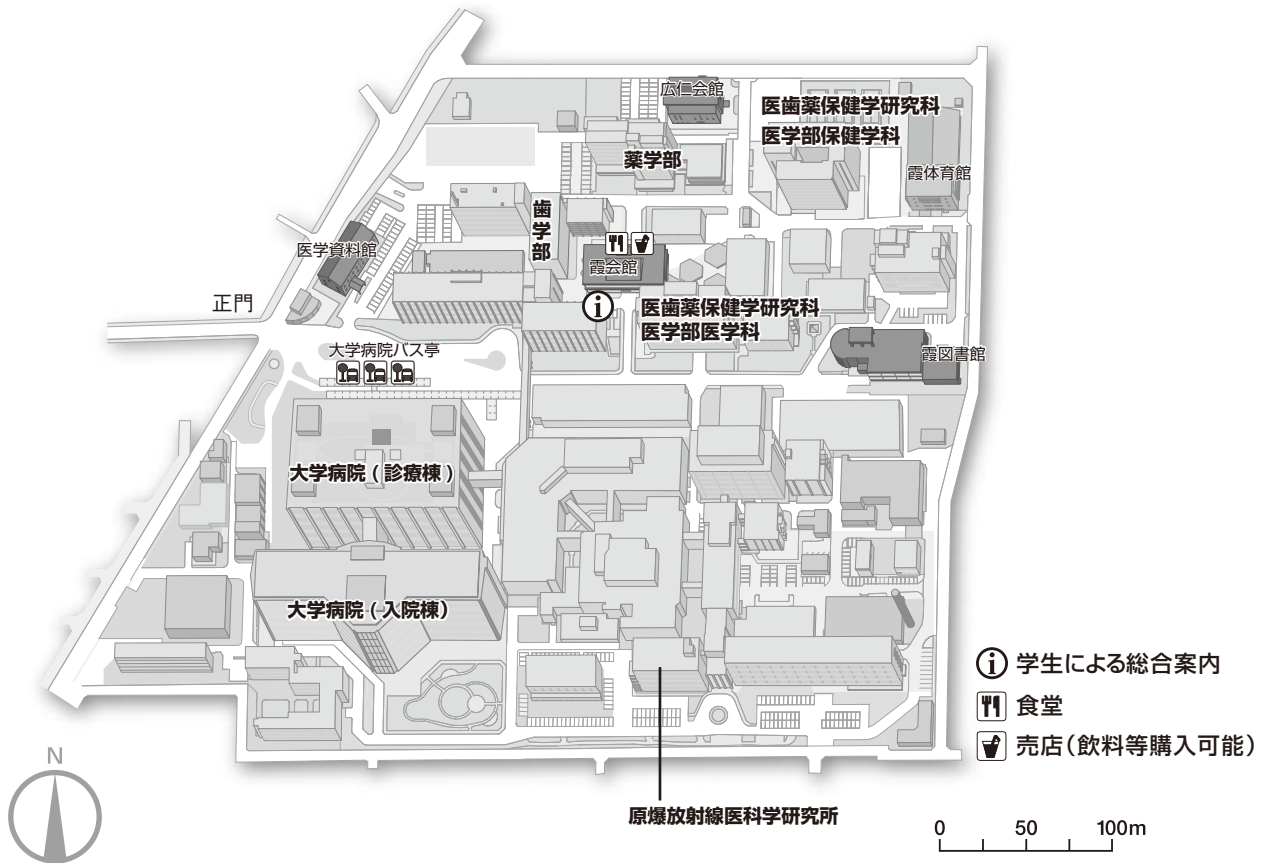 広仁会館
医歯薬保健学研究科
医学部保健学科
薬学部
霞体育館
歯学部
医学資料館
霞会館
正門
医歯薬保健学研究科
医学部医学科
大学病院バス亭
霞図書館
大学病院(診療棟)
大学病院(入院棟)
学生による総合案内
食堂
売店(飲料等購入可能)
N
原爆放射線医科学研究所
0 50 100m